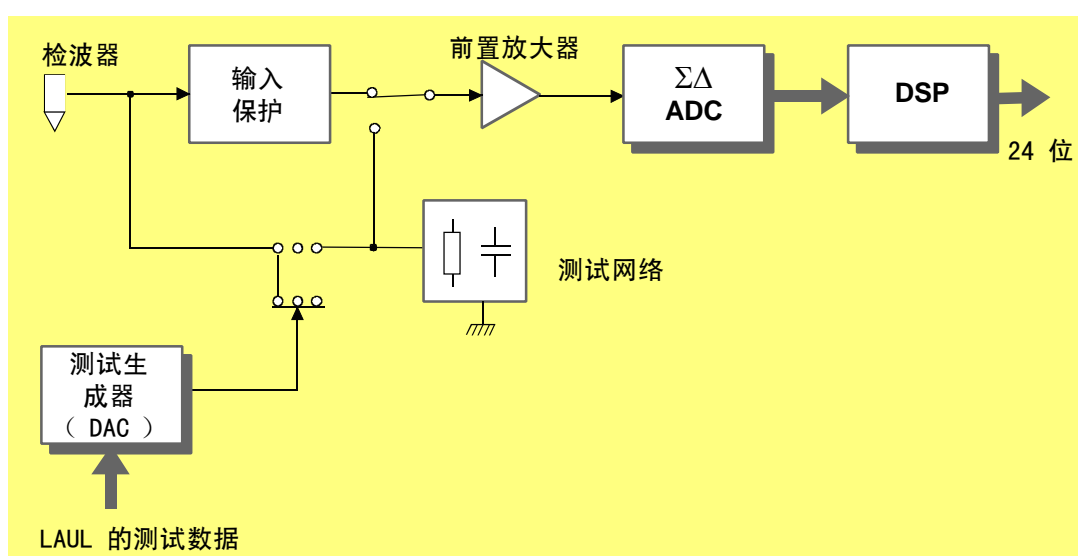 检波器
输入
保护
前置放大器
ΣΔ
ADC
DSP
24 位
测试网络
测试生
成器
（ DAC ）
LAUL 的测试数据